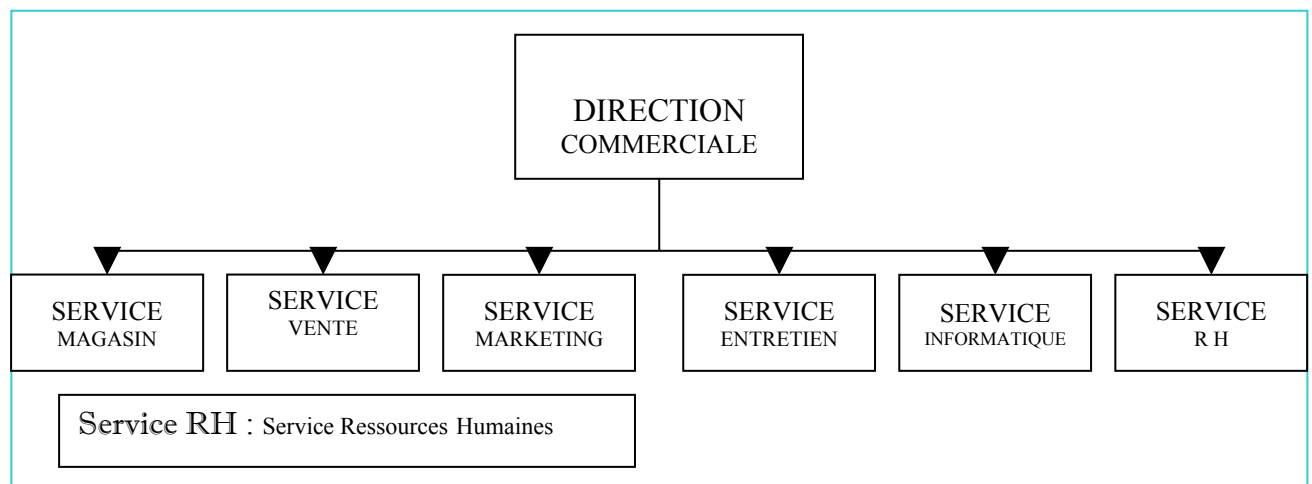 DIRECTION
COMMERCIALE
SERVICE
MAGASIN
SERVICE
VENTE
SERVICE
MARKETING
SERVICE
ENTRETIEN
SERVICE
INFORMATIQUE
SERVICE
R H
Service RH : Service Ressources Humaines